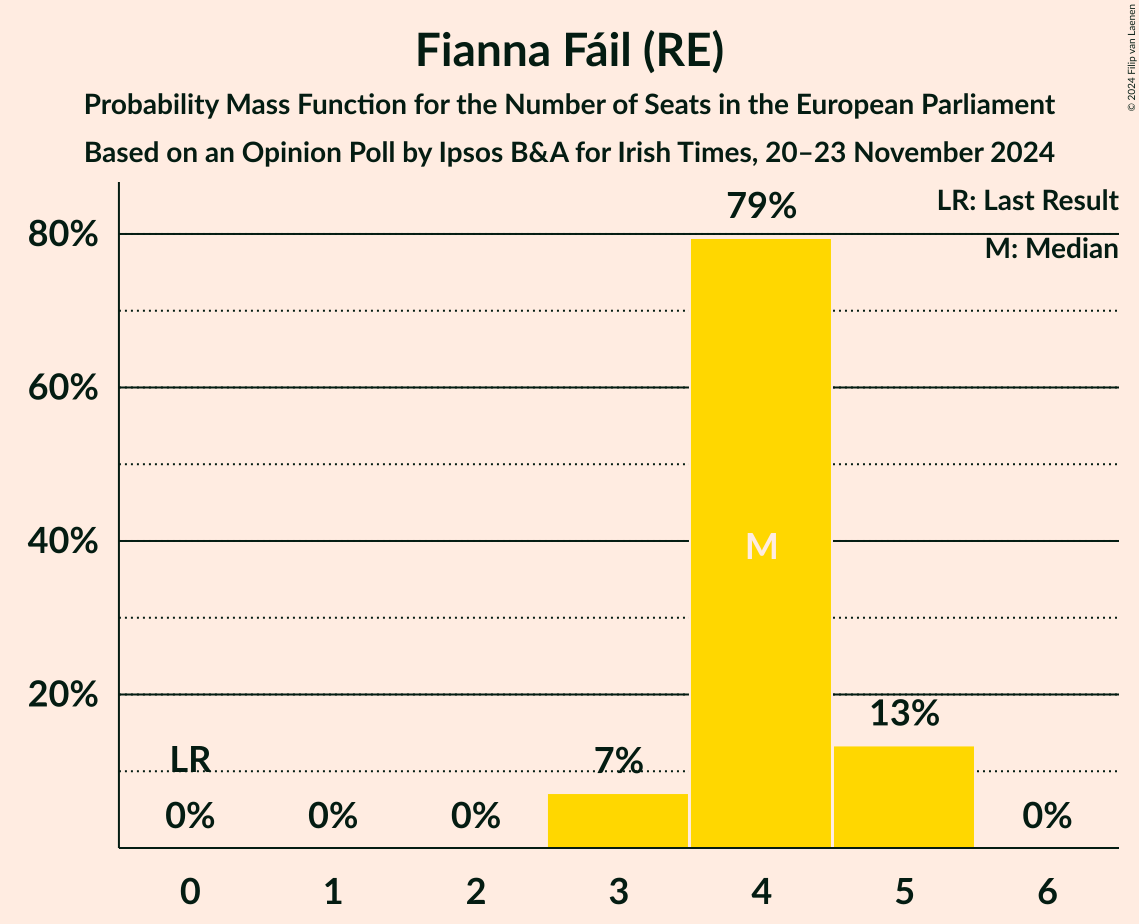 Fianna Fáil (RE)
Probability Mass Function for the Number of Seats in the European Parliament
Based on an Opinion Poll by Ipsos B&A for Irish Times, 20–23 November 2024
© 2024 Filip van Laenen
LR: Last Result
M: Median
80%
60%
40%
20%
79%
M
13%
7%
LR
0%
0%
0%
0%
0
1
2
3
4
5
6